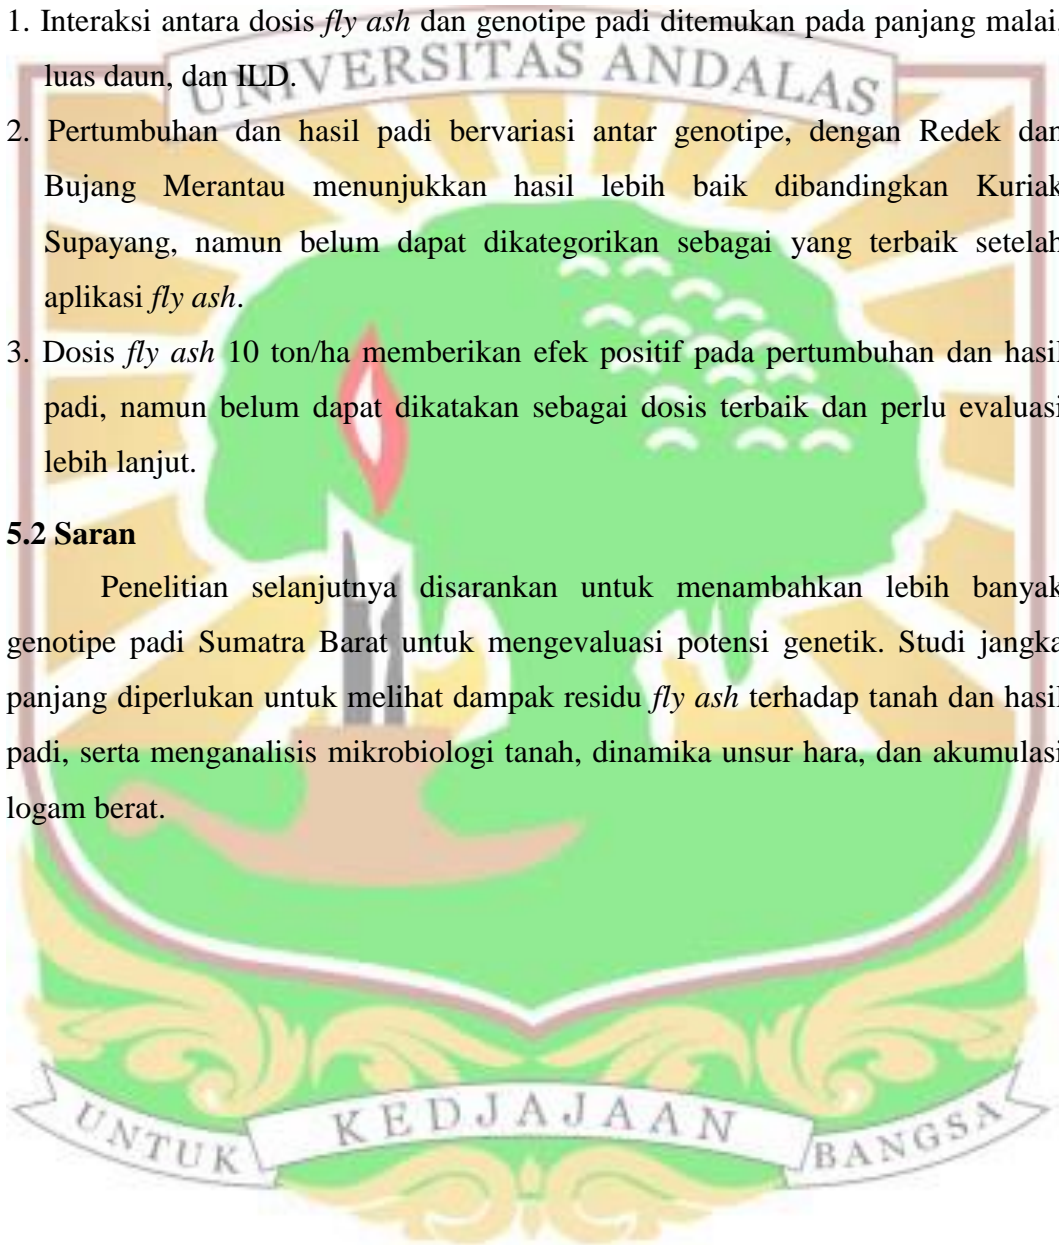 1. Interaksi antara dosis fly ash dan genotipe padi ditemukan pada panjang malai,
luas daun, dan ILD.
UNIVERSITAS ANDALAS
2. Pertumbuhan dan hasil padi bervariasi antar genotipe, dengan Redek dan
Bujang Merantau menunjukkan hasil lebih baik dibandingkan Kuriak
Supayang, namun belum dapat dikategorikan sebagai yang terbaik setelah
aplikasi fly ash.
3. Dosis fly ash 10 ton/ha memberikan efek positif pada pertumbuhan dan hasil
padi, namun belum dapat dikatakan sebagai dosis terbaik dan perlu evaluasi
lebih lanjut.
5.2 Saran
Penelitian selanjutnya disarankan untuk menambahkan lebih banyak
genotipe padi Sumatra Barat untuk mengevaluasi potensi genetik. Studi jangka
panjang diperlukan untuk melihat dampak residu fly ash terhadap tanah dan hasil
padi, serta menganalisis mikrobiologi tanah, dinamika unsur hara, dan akumulasi
logam berat.
UNTUK KEDJAJAAN BANGSA